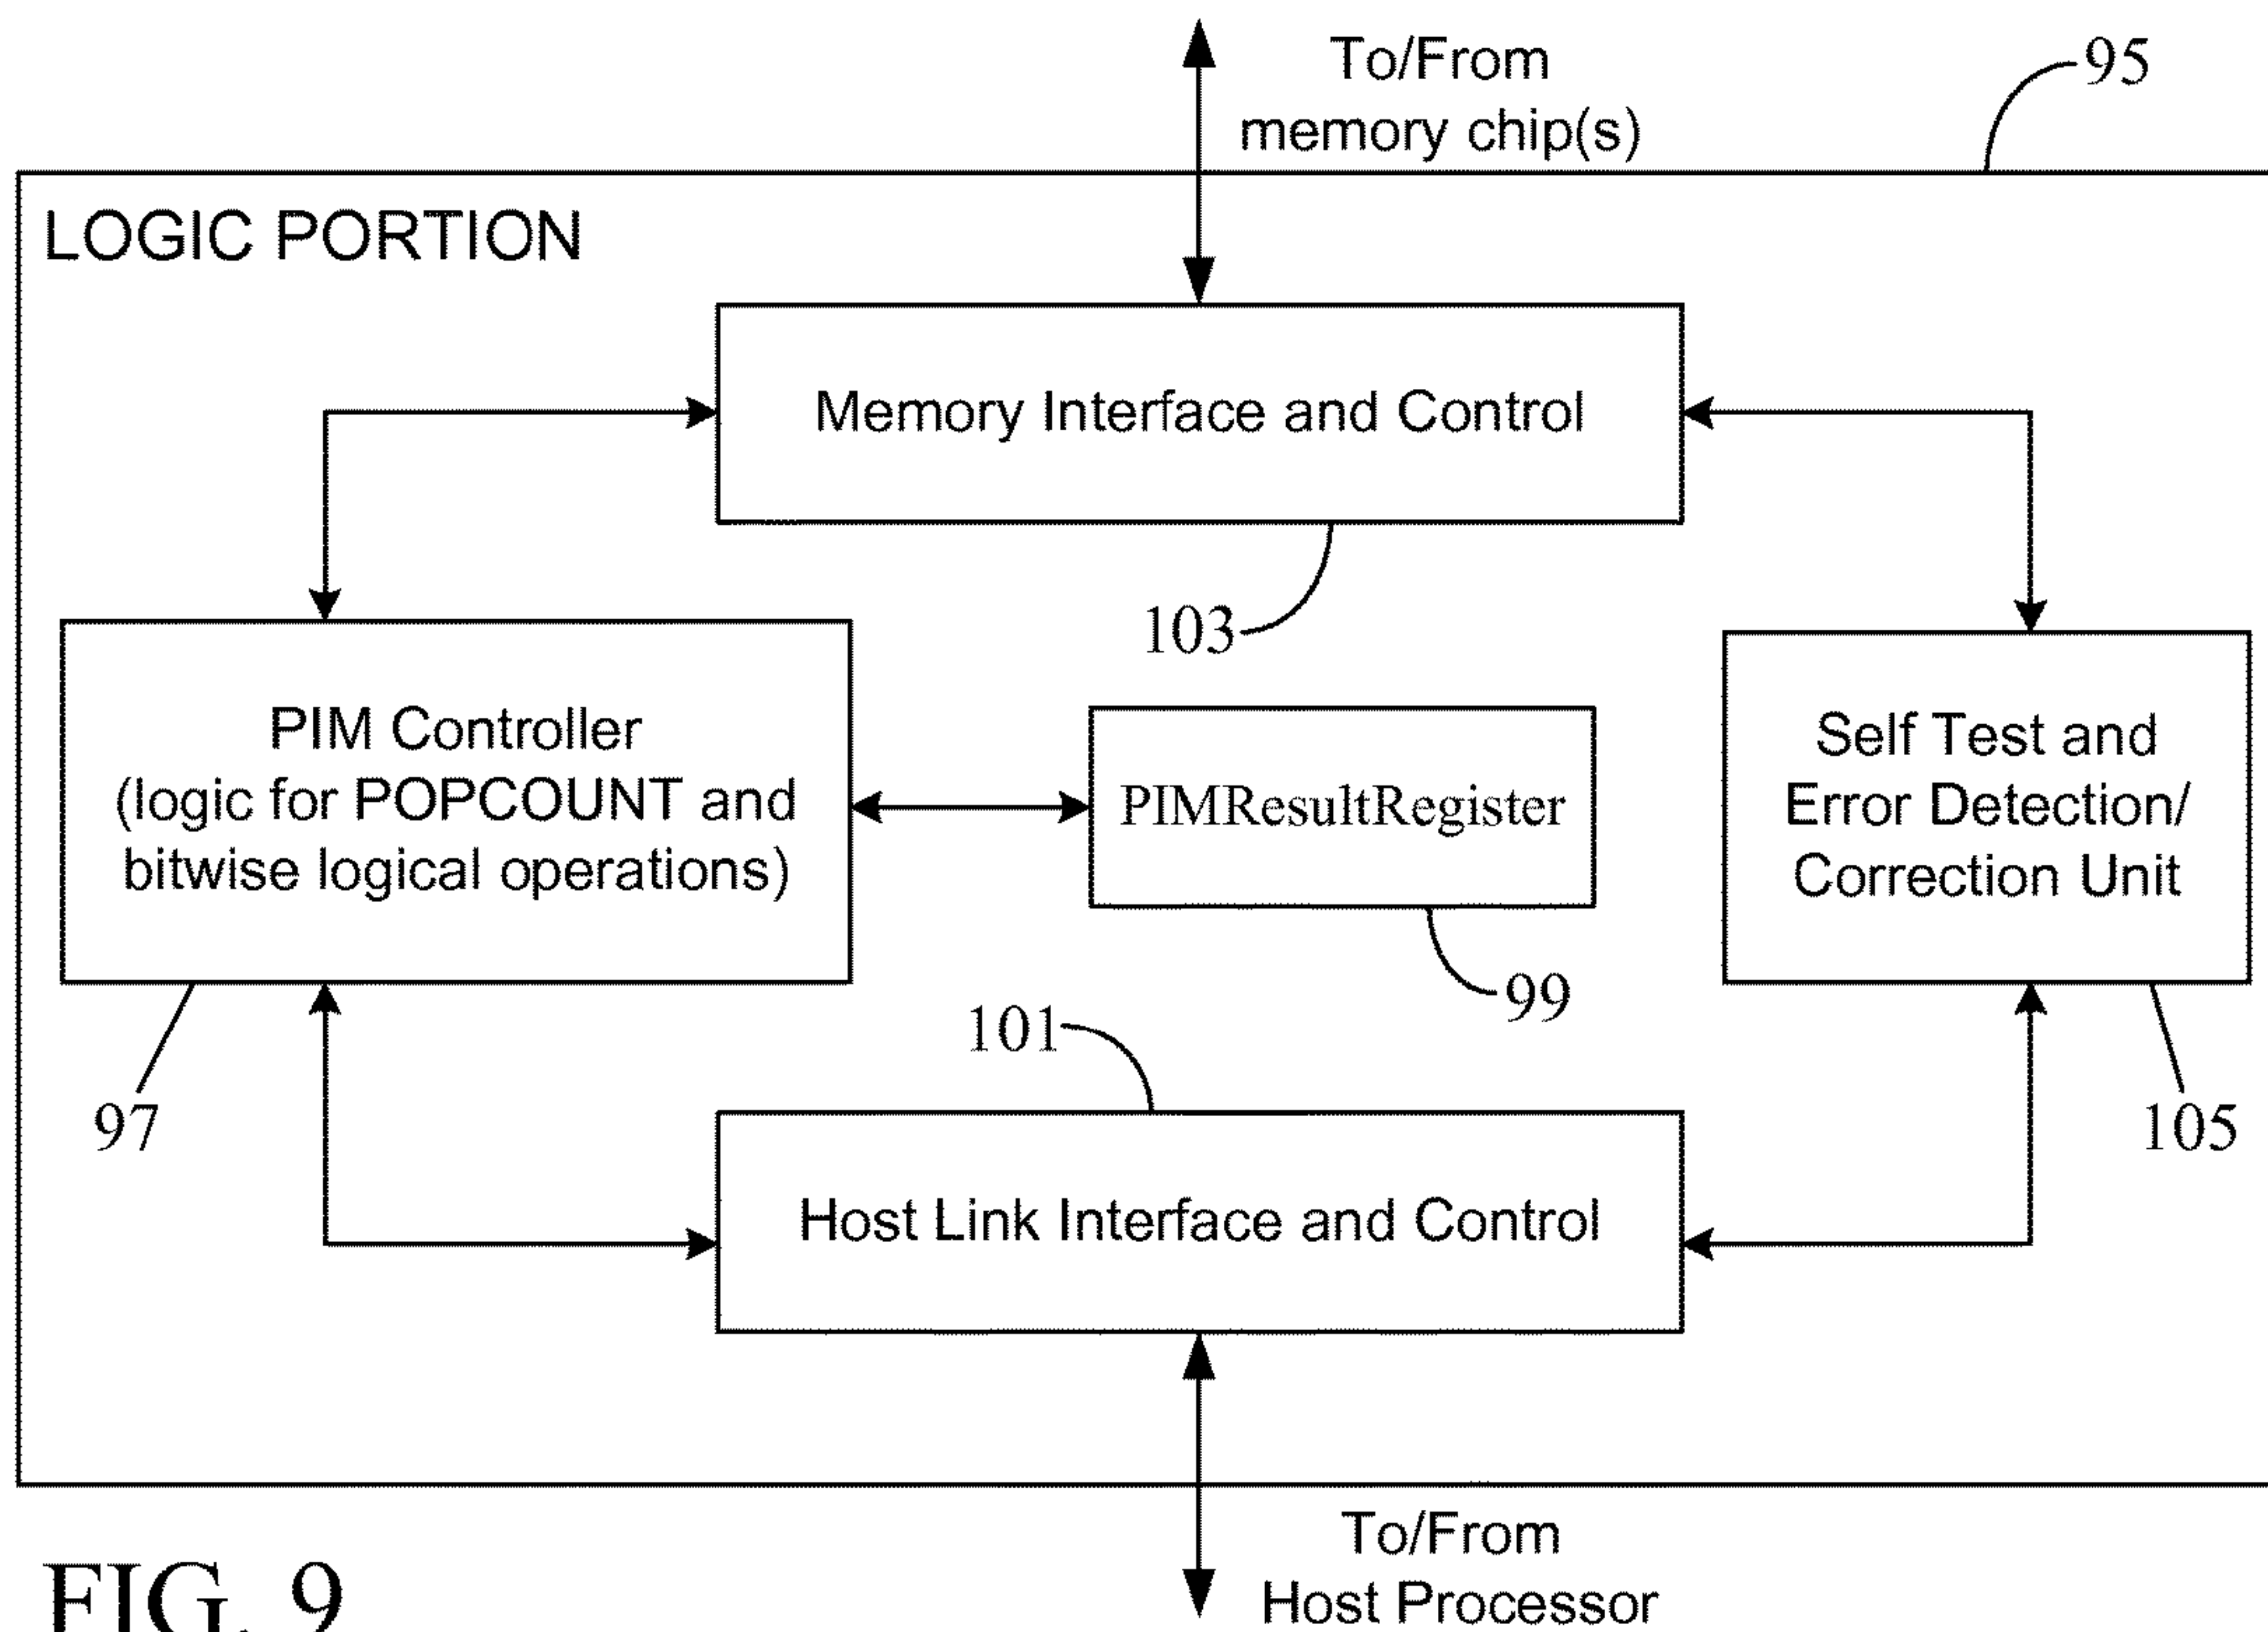 To/From
memory chip(s)
95
LOGIC PORTION
Memory Interface and Control
103
PIM Controller
(logic for POPCOUNT and
bitwise logical operations)
PIMResultRegister
Self Test and
Error Detection/
Correction Unit
99
101
97
105
Host Link Interface and Control
To/From
Host Processor
FIG. 9